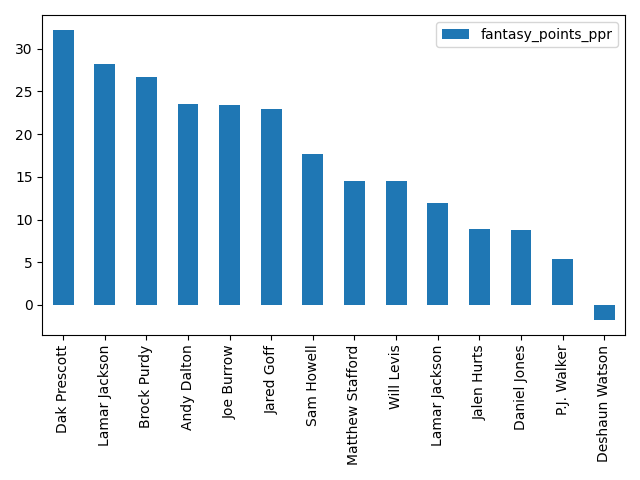 fantasy_points_ppr
30
25
20
15
10
5
0
Dak Prescott
Lamar Jackson
Brock Purdy
Andy Dalton
Joe Burrow
Jared Goff
Sam Howell
Matthew Stafford
Will Levis
Lamar Jackson
Jalen Hurts
Daniel Jones
P.J. Walker
Deshaun Watson